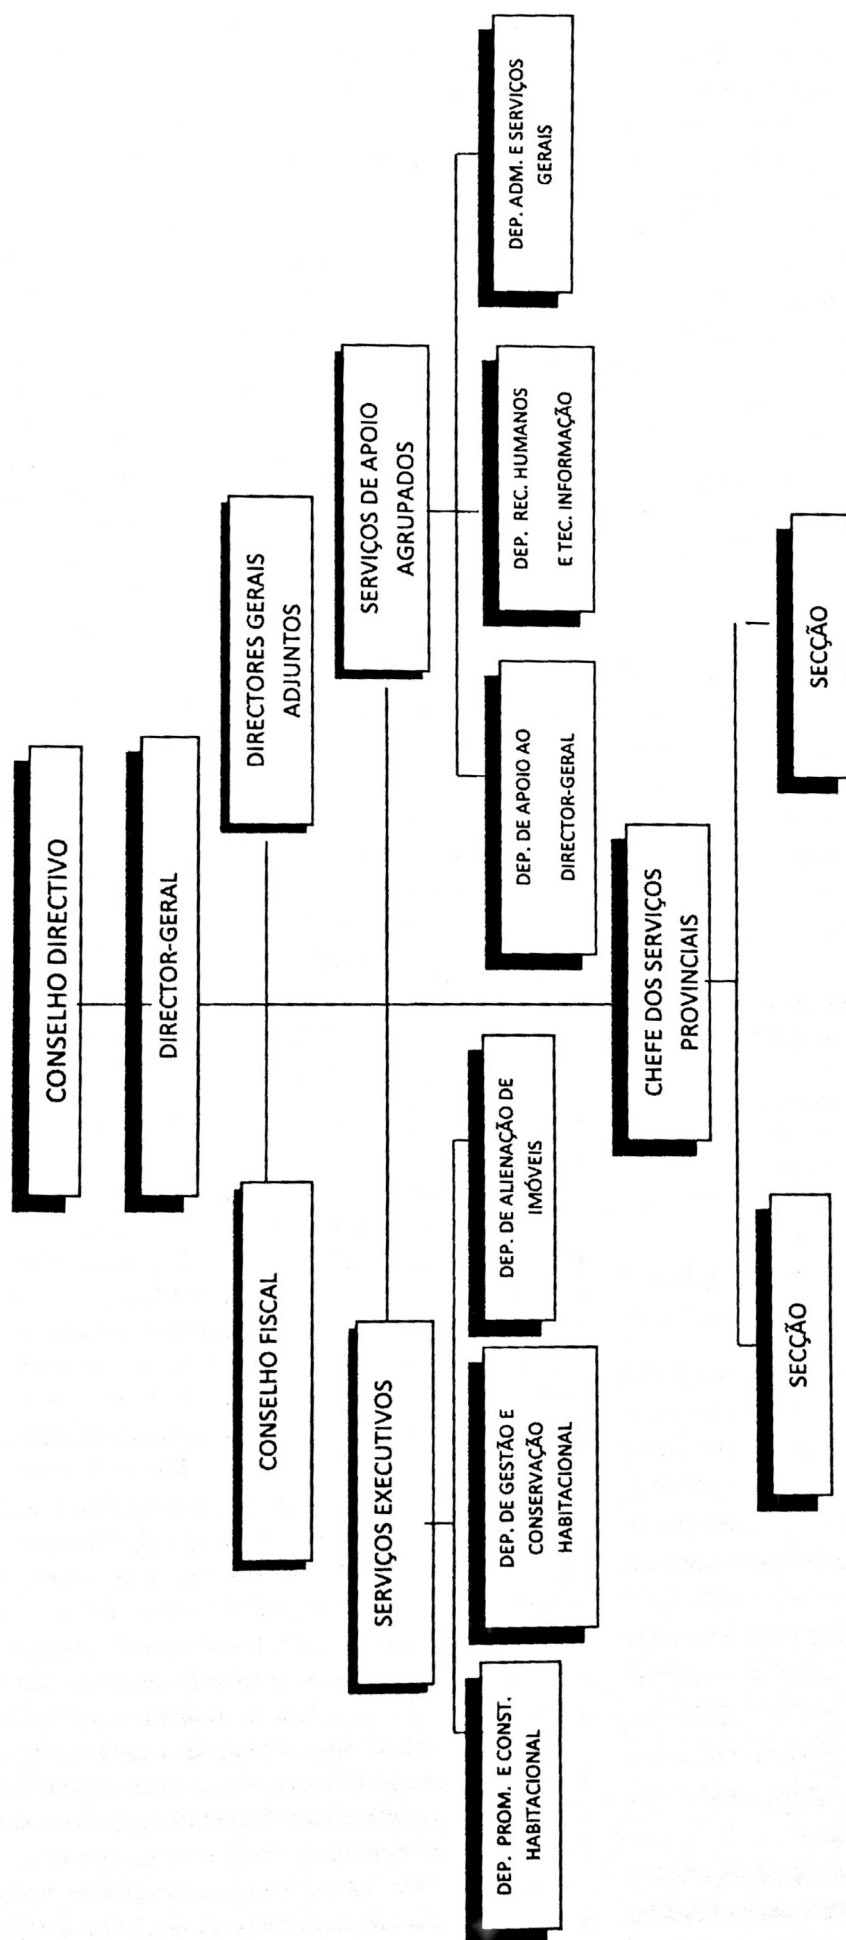 CONSELHO DIRECTIVO
DIRECTOR-GERAL
CONSELHO FISCAL
DIRECTORES GERAIS
ADJUNTOS
SERVIÇOS EXECUTIVOS
SERVIÇOS DE APOIO
AGRUPADOS
DEP. PROM. E CONST.
HABITACIONAL
DEP. DE GESTÃO E
CONSERVAÇÃO
HABITACIONAL
DEP. DE ALIENAÇÃO DE
IMÓVEIS
DEP. DE APOIO AO
DIRECTOR-GERAL
DEP. REC. HUMANOS
E TEC. INFORMAÇÃO
DEP. ADM. E SERVIÇOS
GERAIS
CHEFE DOS SERVIÇOS
PROVINCIAIS
SECÇÃO
SECÇÃO